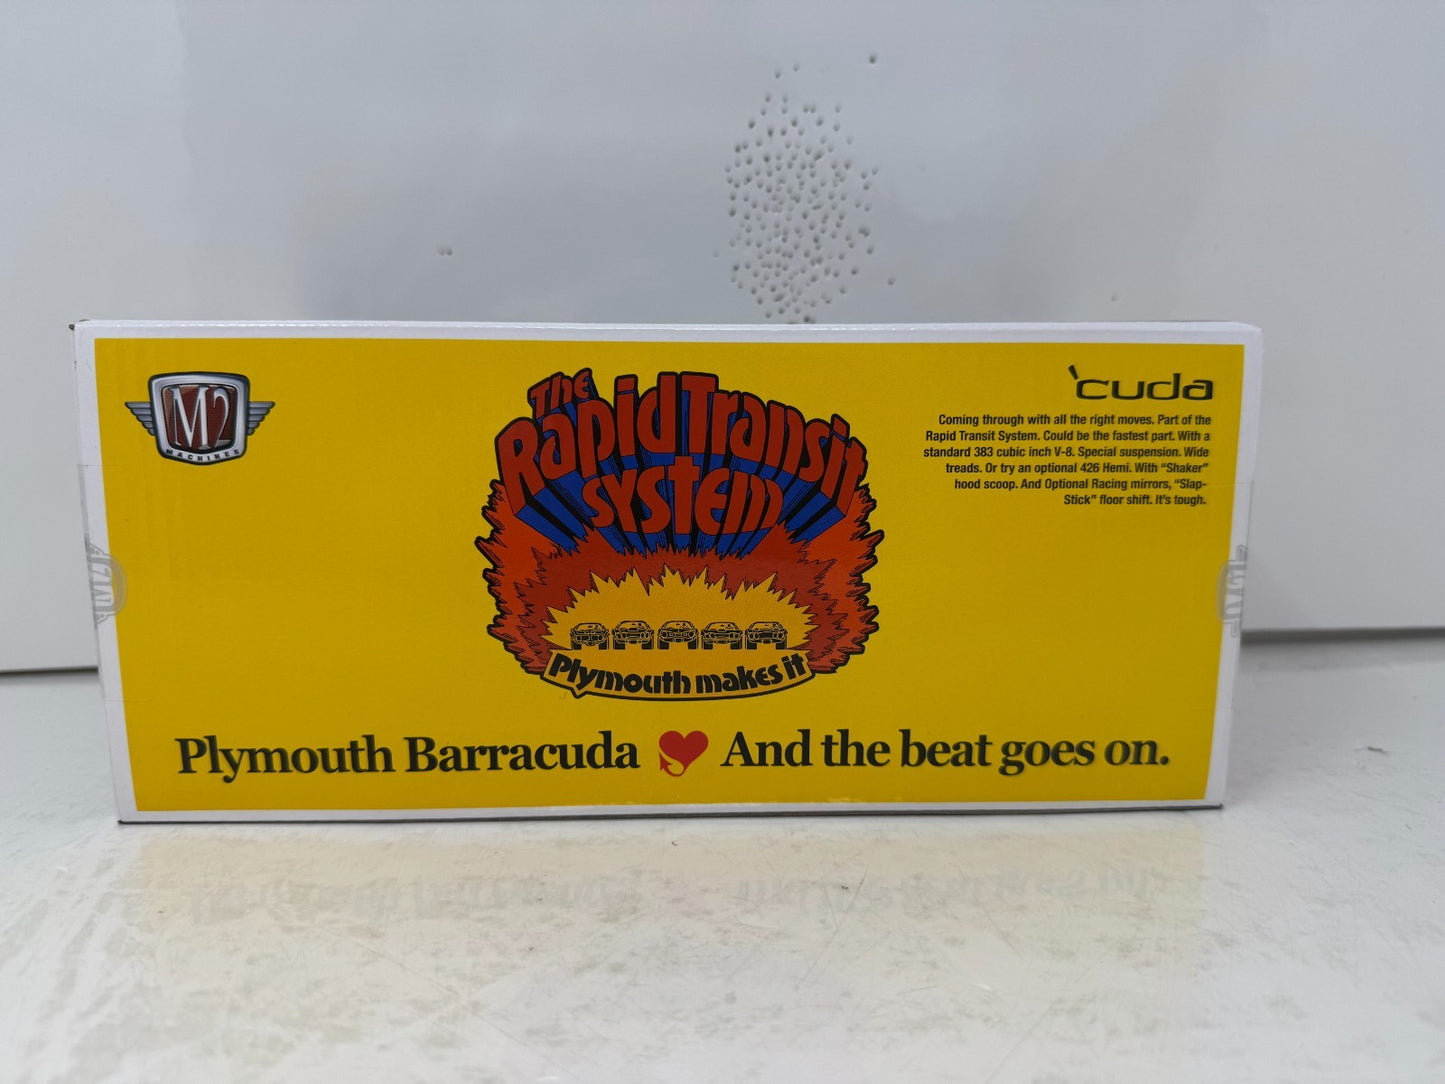 M2
MACHINES
The
Rapid Transit
system
Plymouth makes it
'cuda
Coming through with all the right moves. Part of the
Rapid Transit System. Could be the fastest part. With a
standard 383 cubic inch V-8. Special suspension. Wide
treads. Or try an optional 426 Hemi. With “Shaker”
hood scoop. And Optional Racing mirrors, “Slap-
Stick” floor shift. It's tough.
Plymouth Barracuda And the beat goes on.
M2
M2